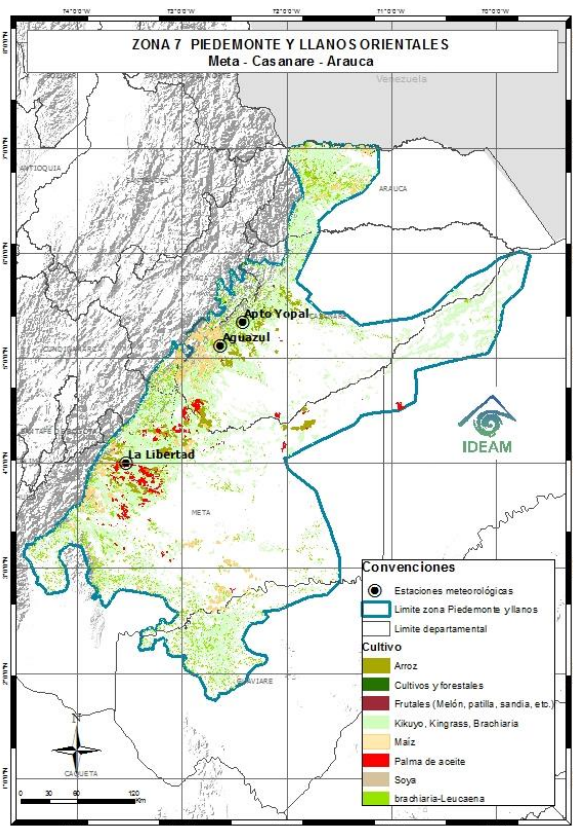 ZONA 7 PIEDEMONTE Y LLANOS ORIENTALES
Meta - Casanare - Arauca
Venezuela
ANTIOQUIA
ARAUCA
Apto Yopal
Aguazul
IDEAM
La Libertad
META
Convenciones
Estaciones meteorológicas
Limite zona Piedemonte y llanos
Limite departamental
Cultivo
Arroz
Cultivos y forestales
Frutales (Melón, patilla, sandia, etc.)
Kikuyo, Kingrass, Brachiaria
Maíz
Palma de aceite
Soya
brachiaria-Leucaena
N
CAQUETA
0 30 60 120
Km